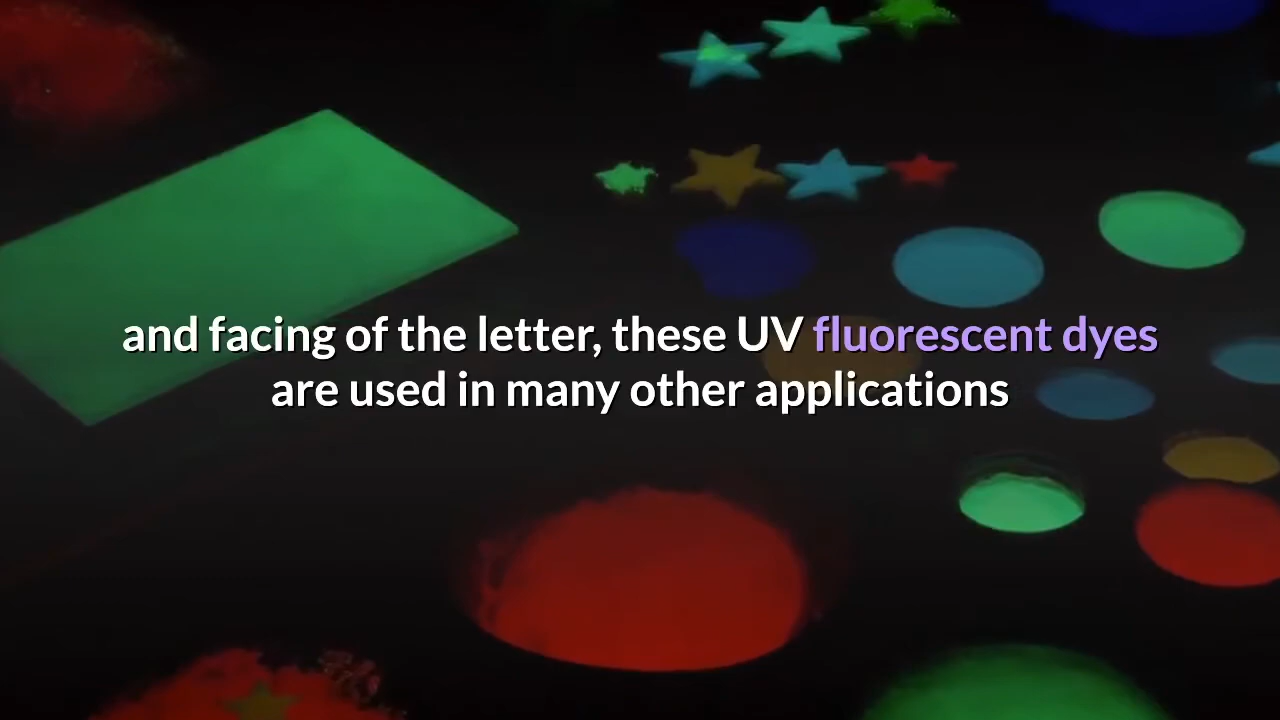 and facing of the letter, these UV fluorescent dyes
are used in many other applications